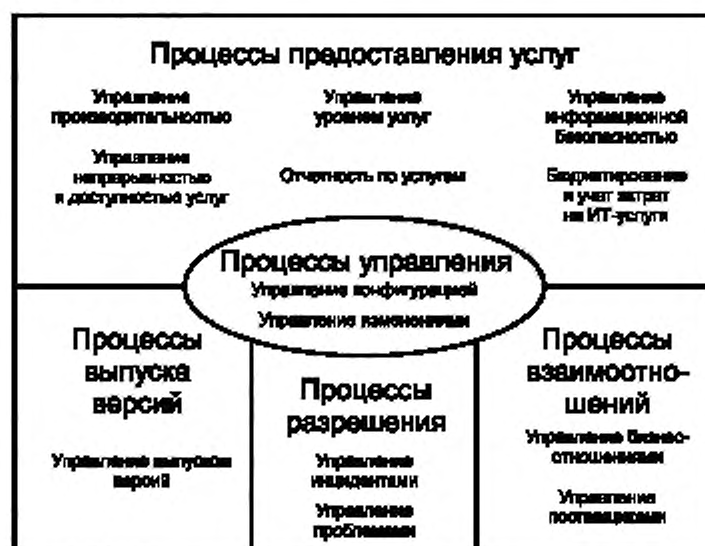 Процессы предоставления услуг
Управление
производительностью
Управление
уровнем услуг
Управление
информационной
безопасностью
Управление
непрерывностью
и доступностью услуг
Отчетность по услугам
Бюджетирование
и учет затрат
на ИТ-услуги
Процессы управления
Управление конфигурацией
Управление изменениями
Процессы
выпуска
версий
Управление выпуском
версий
Процессы
разрешения
Управление
инцидентами
Управление
проблемами
Процессы
взаимоотно-
шений
Управление бизнес-
отношениями
Управление
поставщиками